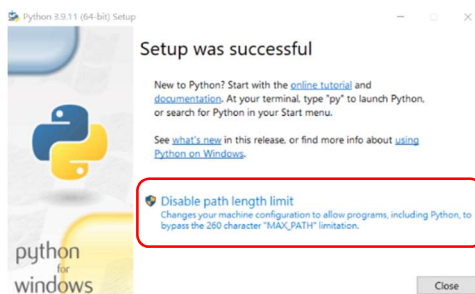 Python 3.9.11 (64-bit) Setup
Setup was successful
New to Python? Start with the online tutorial and
documentation. At your terminal, type "py" to launch Python,
or search for Python in your Start menu.
See what's new in this release, or find more info about using
Python on Windows.
Disable path length limit
Changes your machine configuration to allow programs, including Python, to
bypass the 260 character "MAX_PATH" limitation.
python
for
windows
Close